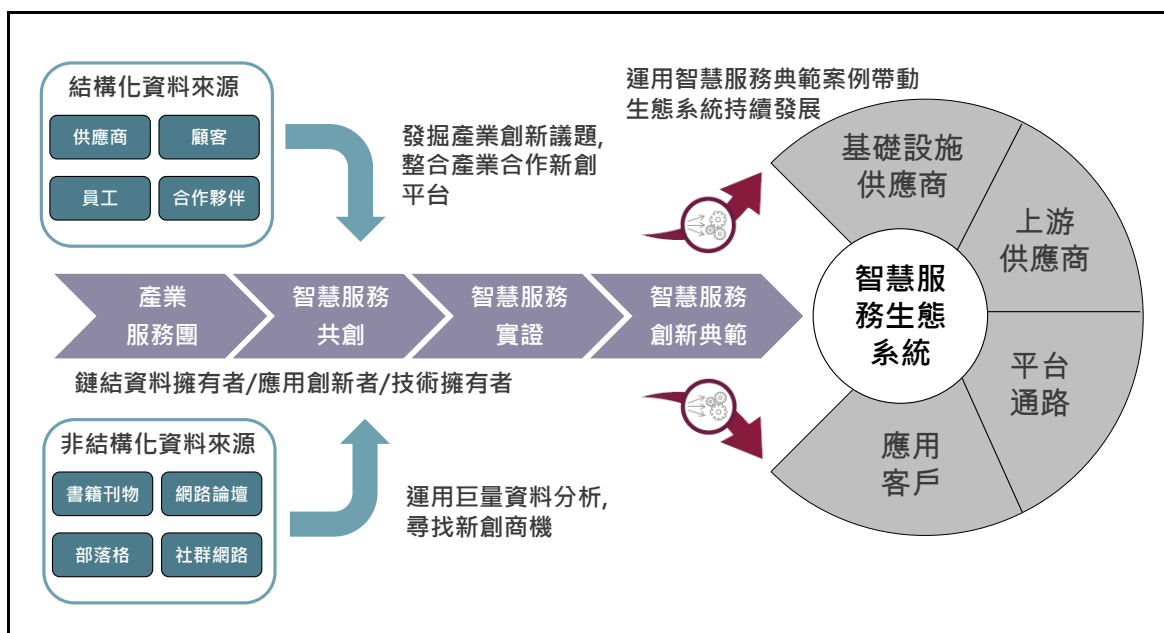 結構化資料來源
供應商
顧客
員工
合作夥伴
發掘產業創新議題,
整合產業合作新創
平台
運用智慧服務典範案例帶動
生態系統持續發展
產業
服務團
智慧服務
共創
智慧服務
實證
智慧服務
創新典範
鏈結資料擁有者/應用創新者/技術擁有者
非結構化資料來源
書籍刊物
網路論壇
部落格
社群網路
運用巨量資料分析,
尋找新創商機
基礎設施
供應商
上游
供應商
智慧服
務生態
系統
平台
通路
應用
客戶